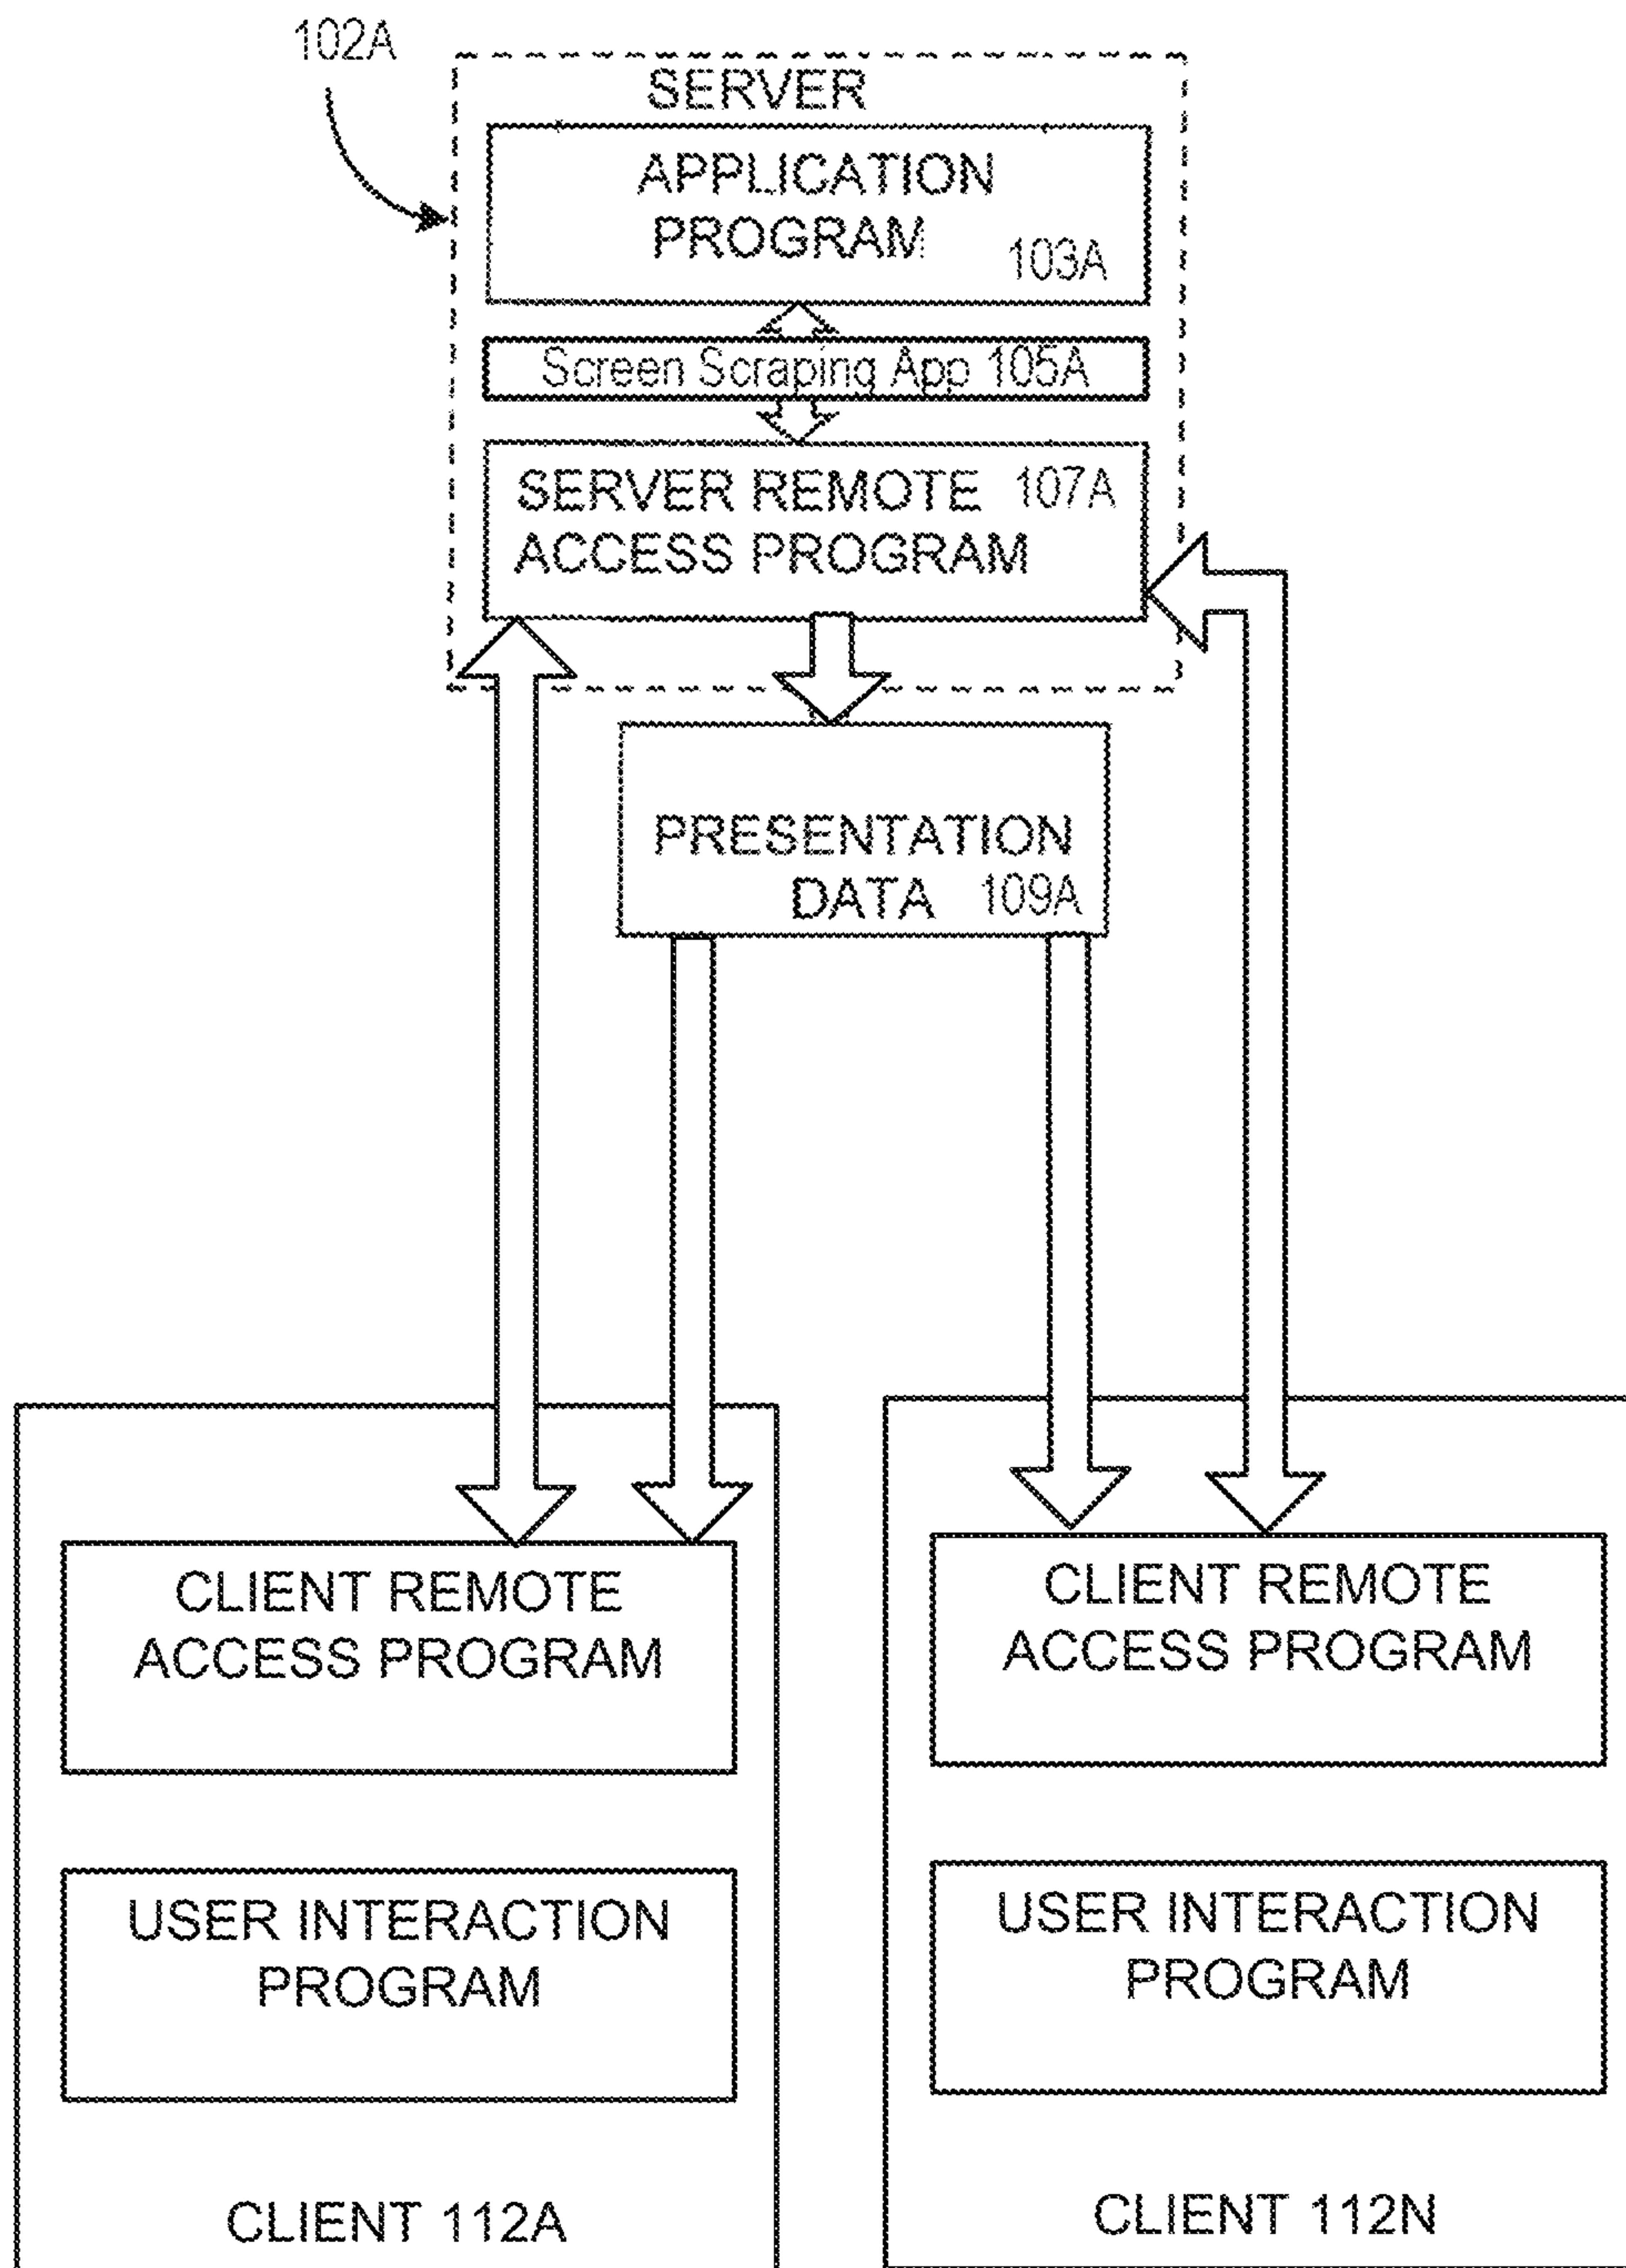 102A
SERVER
APPLICATION
PROGRAM
103A
Screen Scraping App 105A
SERVER REMOTE 107A
ACCESS PROGRAM
PRESENTATION
DATA 109A
CLIENT REMOTE
ACCESS PROGRAM
USER INTERACTION
PROGRAM
CLIENT 112A
CLIENT REMOTE
ACCESS PROGRAM
USER INTERACTION
PROGRAM
CLIENT 112N